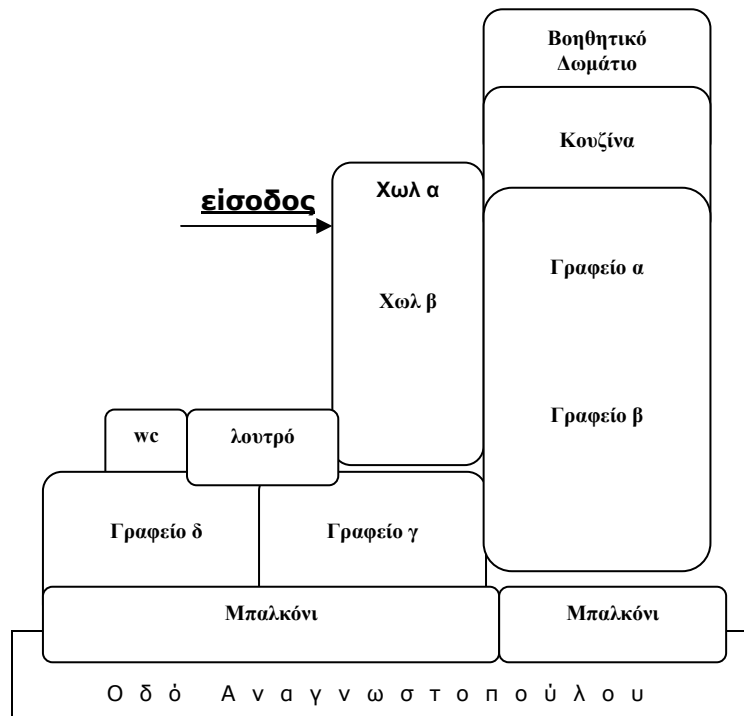 Βοηθητικό
Δωμάτιο
Κουζίνα
Χωλ α
είσοδος
Γραφείο α
Χωλ β
Γραφείο β
wc
λουτρό
Γραφείο δ
Γραφείο γ
Μπαλκόνι
Μπαλκόνι
Οδό Αναγνωστοπούλου